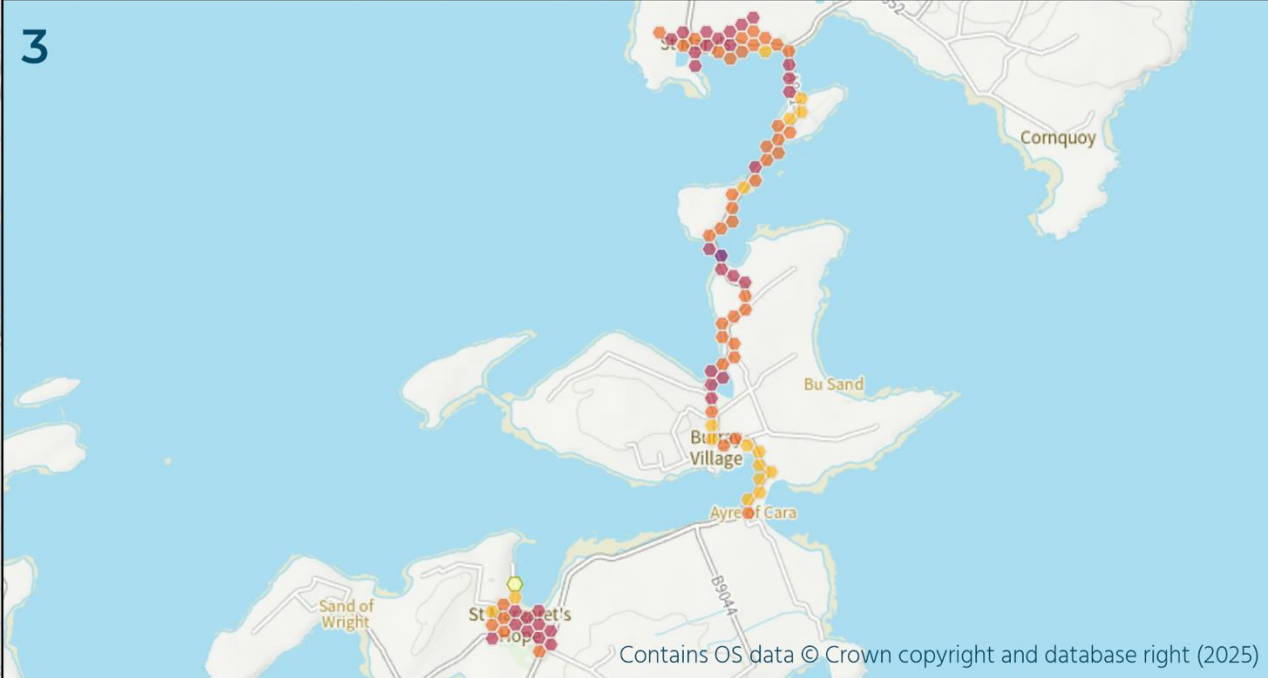 3
Cornquoy
Bu Sand
Village
Ayre of Cara
B9044
Sand of
Wright
Contains OS data © Crown copyright and database right (2025)